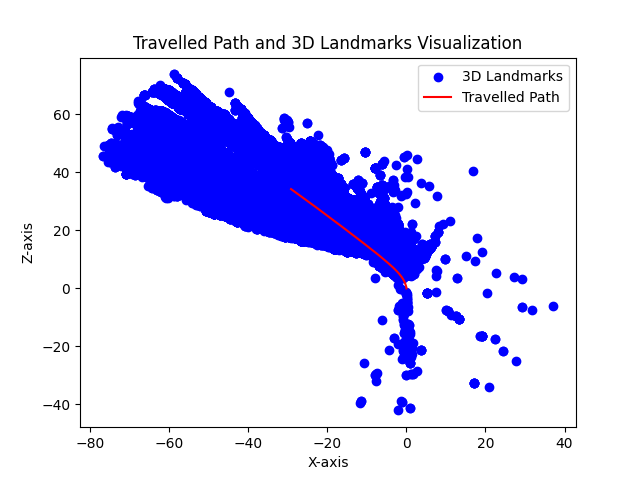 Travelled Path and 3D Landmarks Visualization
3D Landmarks
Travelled Path
60
40
20
0
−20
−40
Z-axis
−80
−60
−40
−20
0
20
40
X-axis